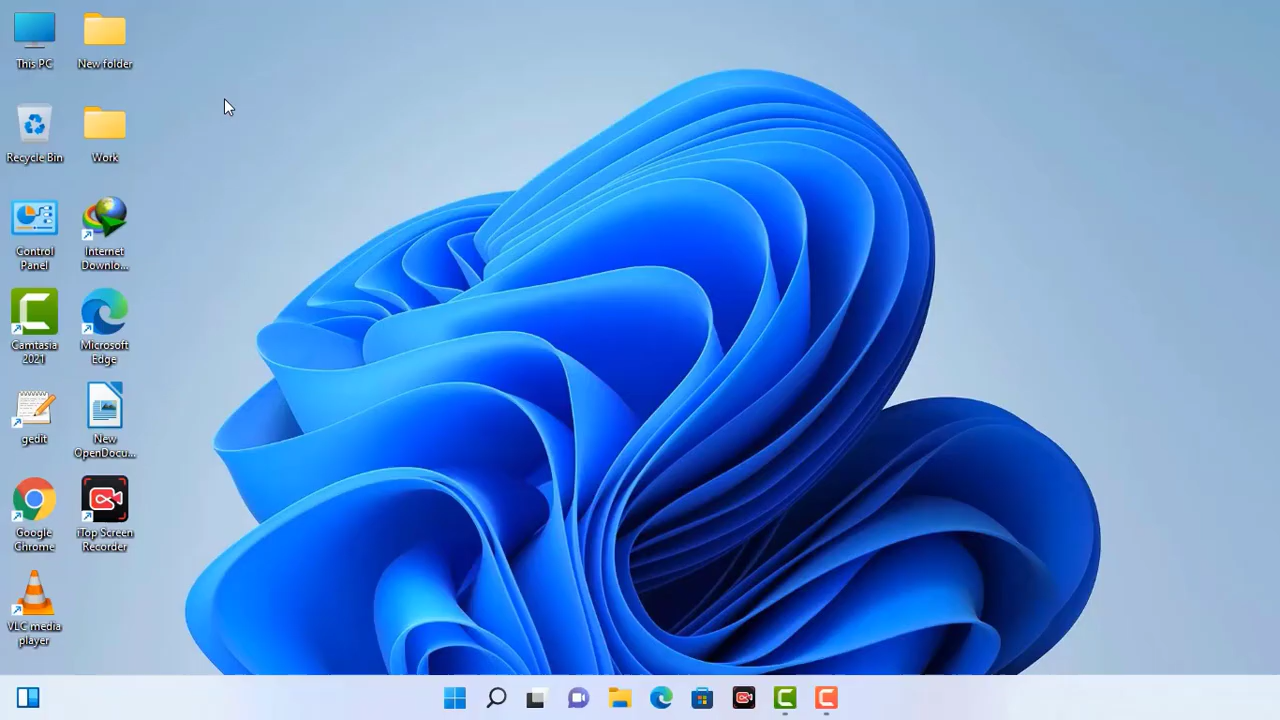 This PC
New folder
Recycle Bin
Work
Control
Panel
Internet
Downlo...
Camtasia
2021
Microsoft
Edge
gedit
New
OpenDocu...
Google
Chrome
iTop Screen
Recorder
VLC media
player